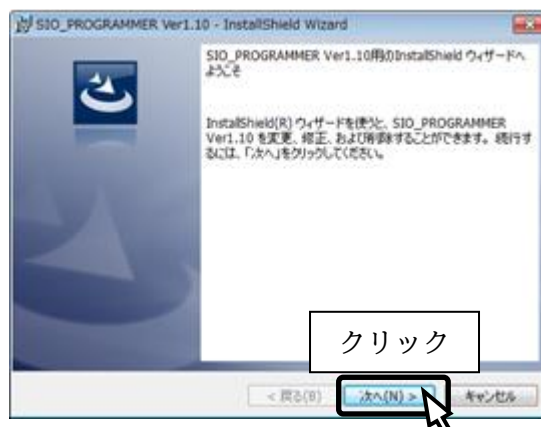 SIO_PROGRAMMER Ver1.10 - InstallShield Wizard
SIO_PROGRAMMER Ver1.10用のInstallShield ウィザードへ
ようこそ
InstallShield(R) ウィザードを使うと、SIO_PROGRAMMER
Ver1.10 を変更、修正、および削除することができます。続行す
るには、「次へ」をクリックしてください。
クリック
< 戻る(B)
次へ(N) >
キャンセル